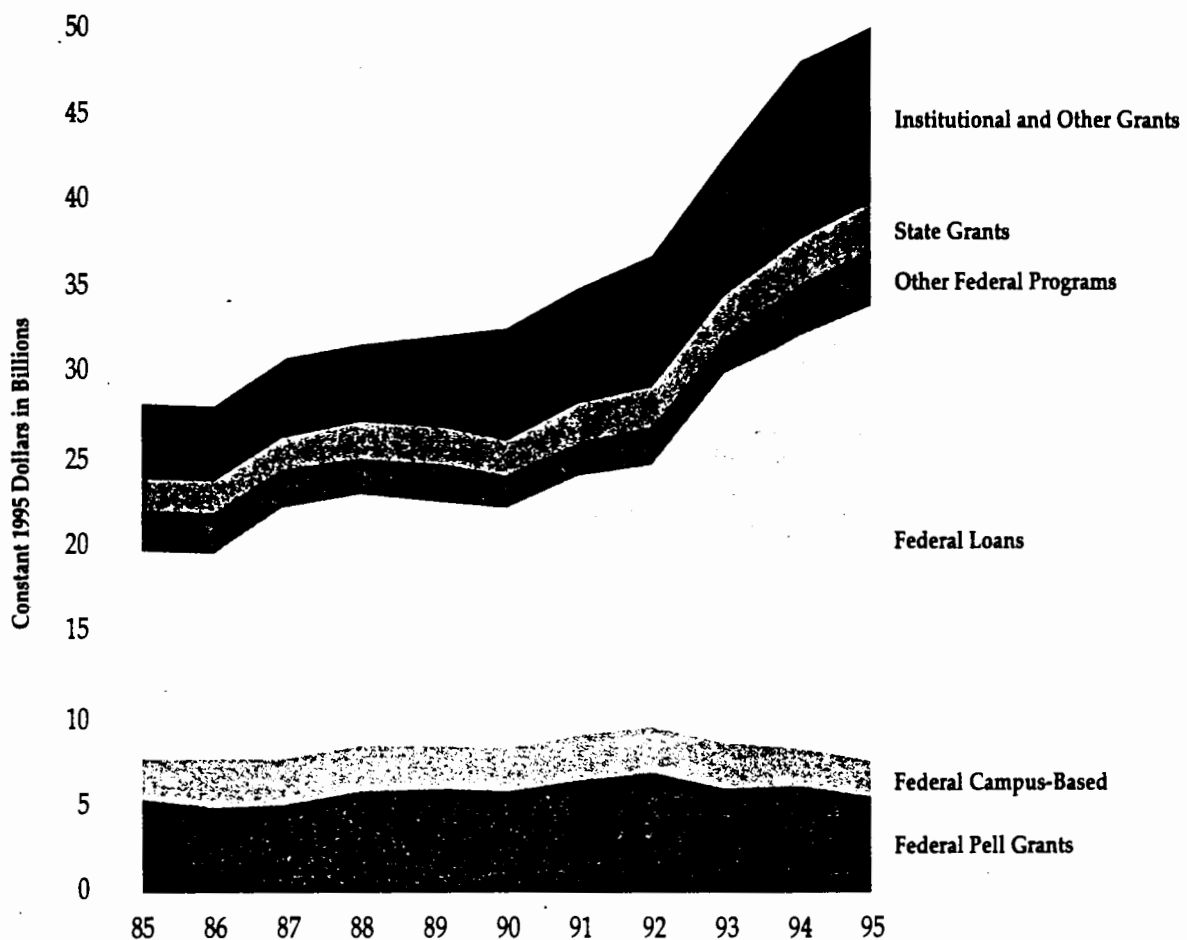 50
45
40
35
30
25
20
15
10
5
0
Constant 1995 Dollars in Billions
Institutional and Other Grants
State Grants
Other Federal Programs
Federal Loans
Federal Campus-Based
Federal Pell Grants
85 86 87 88 89 90 91 92 93 94 95